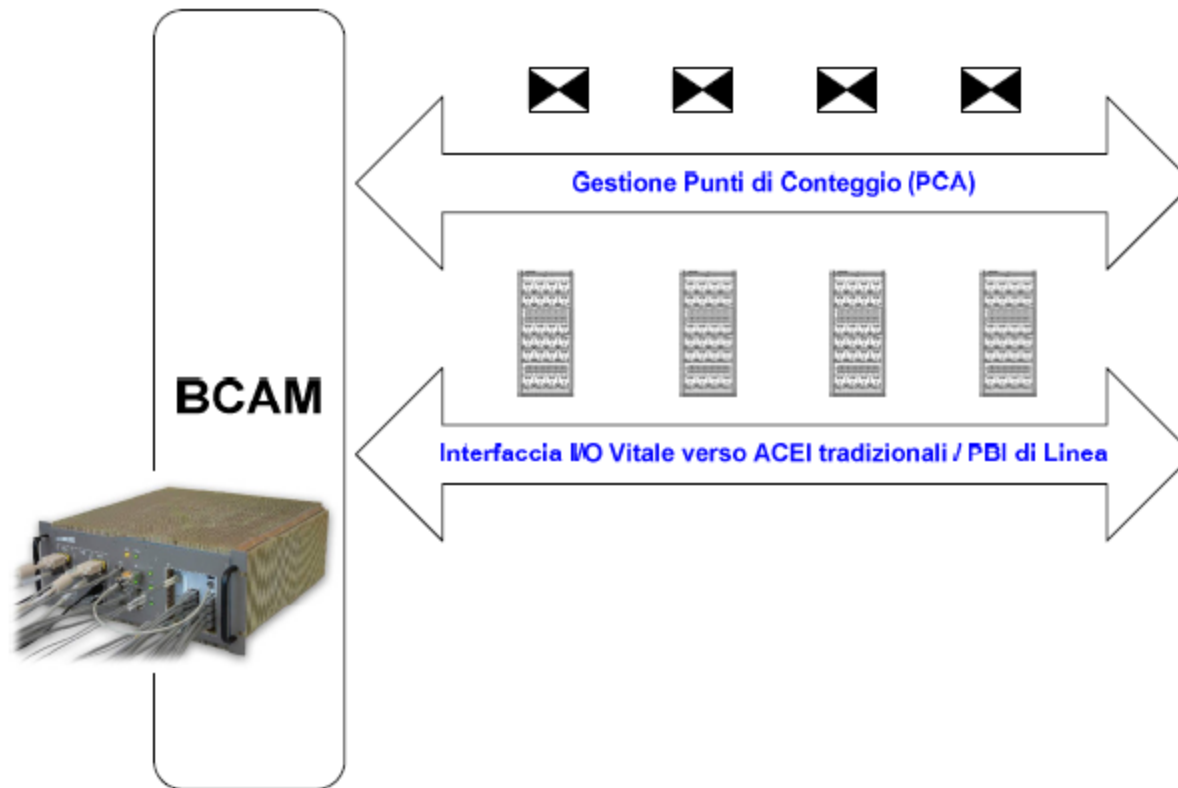 Gestione Punti di Conteggio (PCA)
BCAM
Interfaccia I/O Vitale verso ACEI tradizionali / PBI di Linea